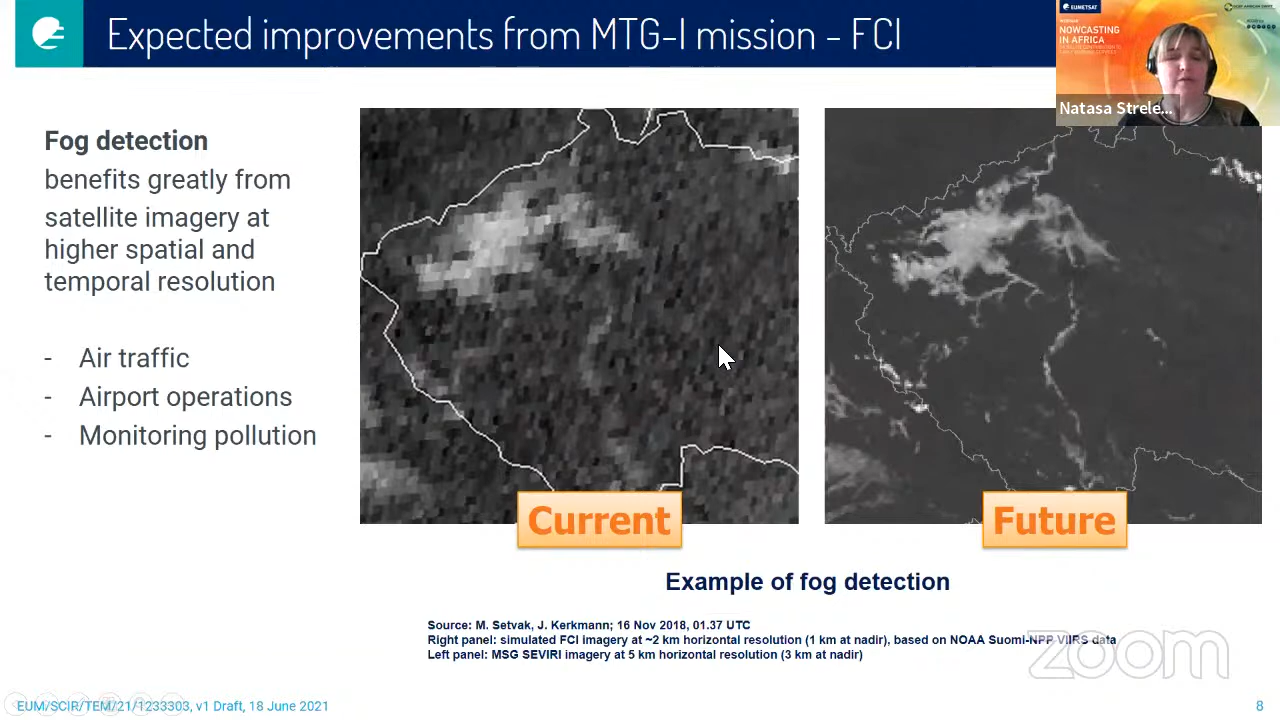 Expected improvements from MTG-I mission - FCI
EUMETSAT
WEBINAR
NOWCASTING
IN AFRICA
Natasa Strele...
Fog detection
benefits greatly from
satellite imagery at
higher spatial and
temporal resolution
- Air traffic
- Airport operations
- Monitoring pollution
Current
Future
Example of fog detection
Source: M. Setvak, J. Kerkmann; 16 Nov 2018, 01.37 UTC
Right panel: simulated FCI imagery at ~2 km horizontal resolution (1 km at nadir), based on NOAA Suomi-NPP VIIRS data
Left panel: MSG SEVIRI imagery at 5 km horizontal resolution (3 km at nadir)
zoom
EUM/SCIR/TEM/21/1233303, v1 Draft, 18 June 2021
8